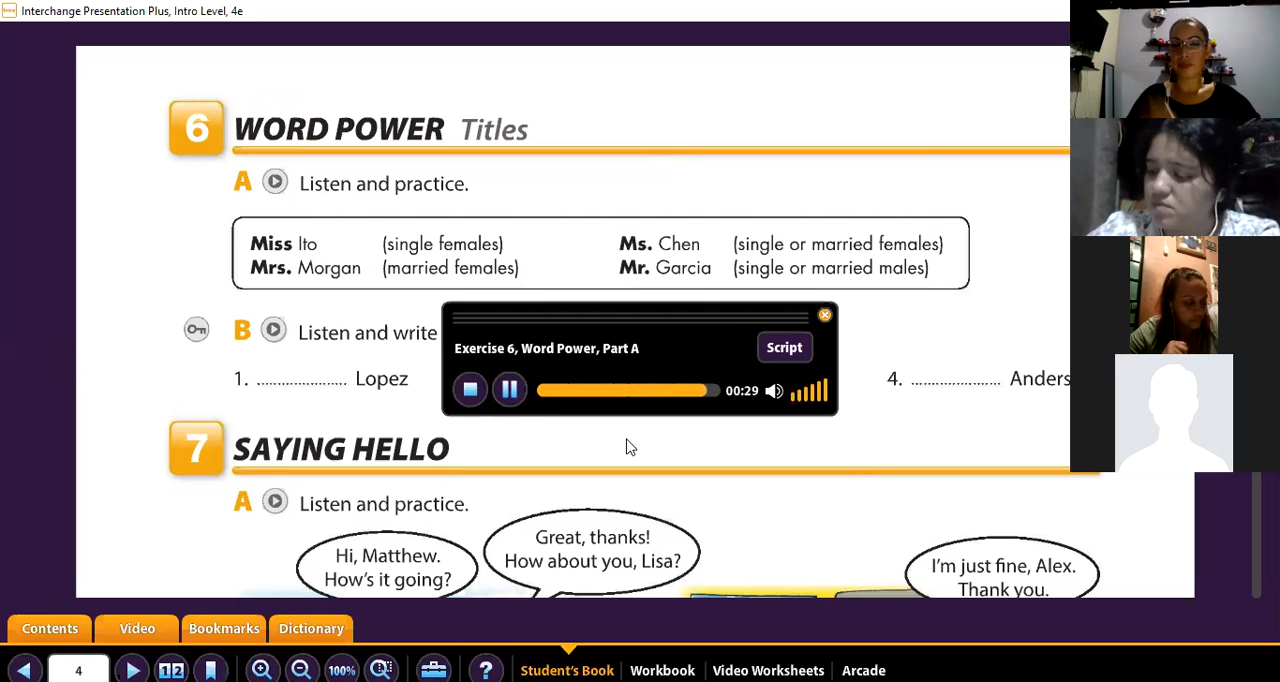 Interchange Presentation Plus, Intro Level, 4e
6 WORD POWER Titles
A Listen and practice.
Miss Ito (single females) Ms. Chen (single or married females)
Mrs. Morgan (married females) Mr. Garcia (single or married males)
B Listen and write
Exercise 6, Word Power, Part A
Script
00:29
1. ..................... Lopez
4. ..................... Anders
7 SAYING HELLO
A Listen and practice.
Hi, Matthew.
How's it going?
Great, thanks!
How about you, Lisa?
I'm just fine, Alex.
Thank you.
Contents Video Bookmarks Dictionary
4 1 2 100% ? Student's Book Workbook Video Worksheets Arcade